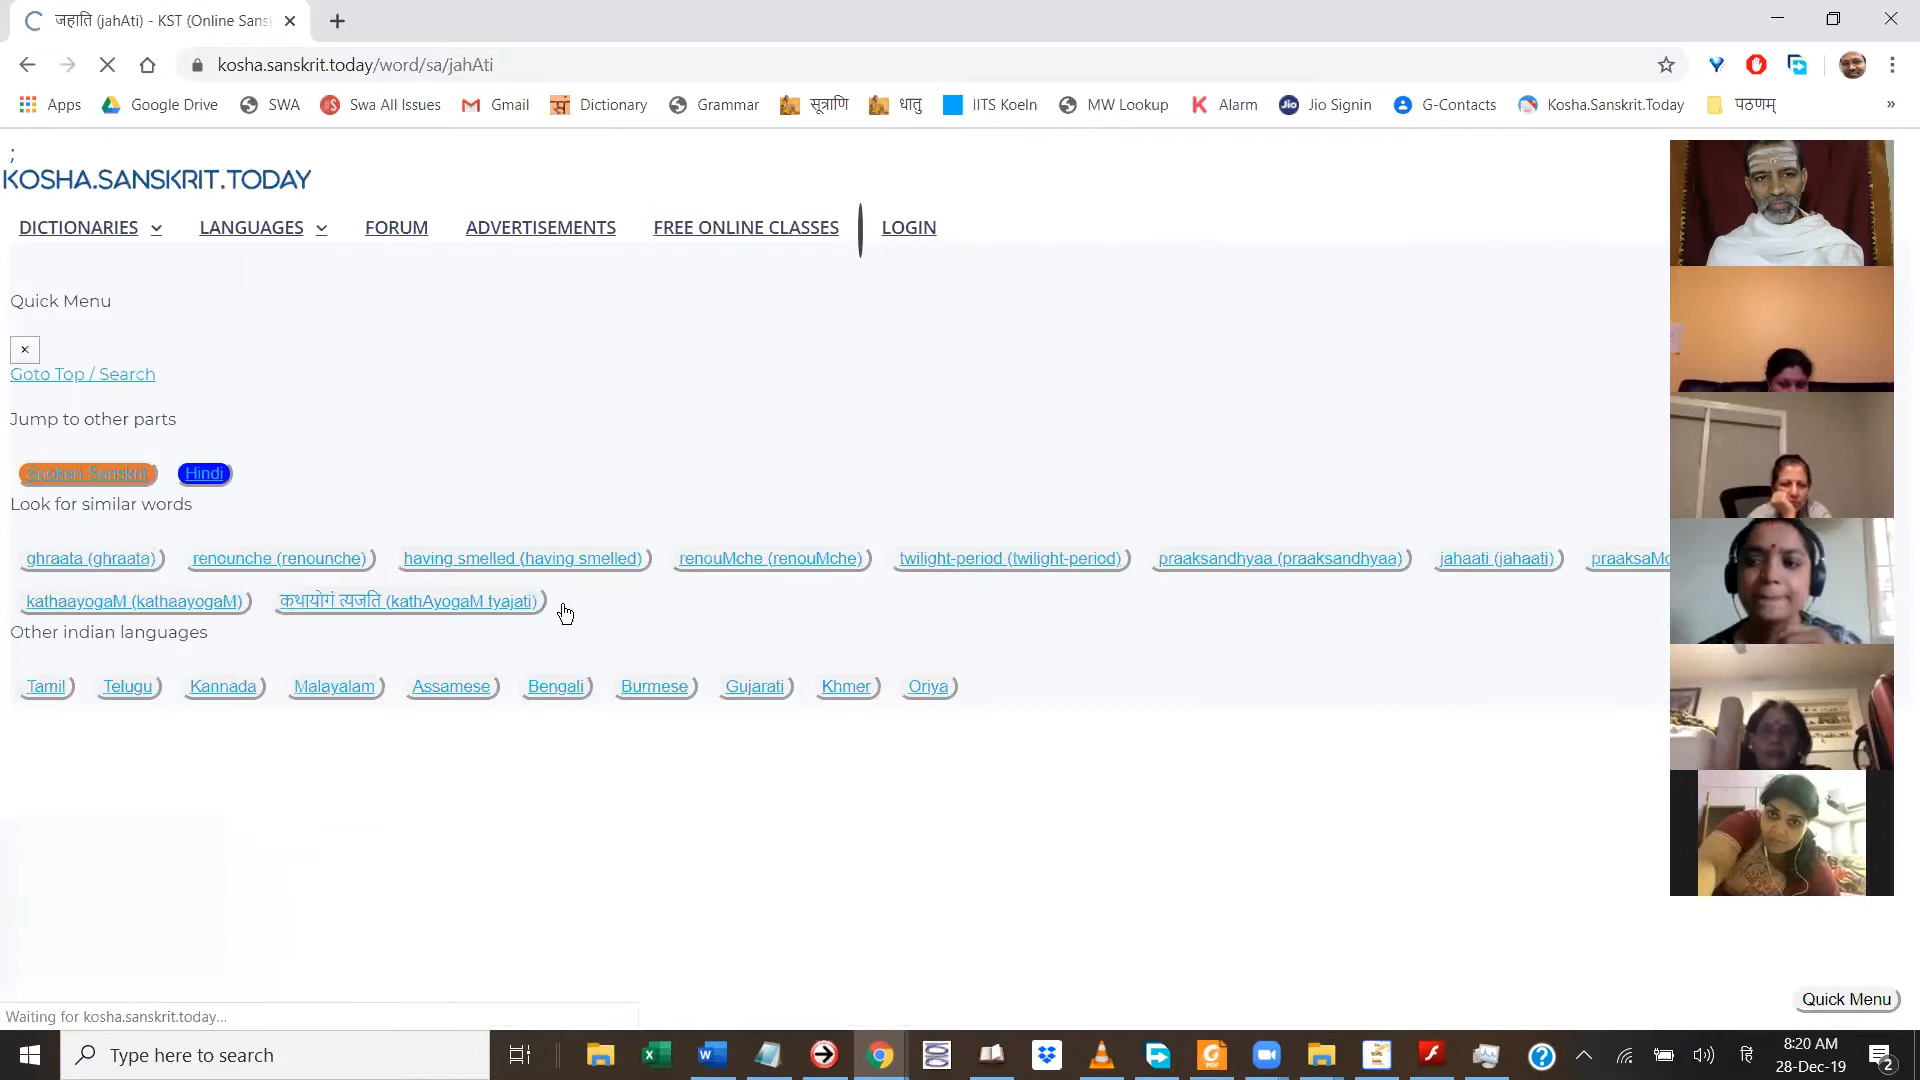 जहाति (jahAti) - KST (Online Sans
kosha.sanskrit.today/word/sa/jahAti
Apps Google Drive SWA Swa All Issues Gmail Dictionary Grammar सूत्राणि धातु IITS Koeln MW Lookup Alarm Jio Signin G-Contacts Kosha.Sanskrit.Today पठणम् »
;
KOSHA.SANSKRIT.TODAY
DICTIONARIES LANGUAGES FORUM ADVERTISEMENTS FREE ONLINE CLASSES LOGIN
Quick Menu
×
Goto Top / Search
Jump to other parts
Spoken Sanskrit Hindi
Look for similar words
ghraata (ghraata) renounche (renounche) having smelled (having smelled) renouMche (renouMche) twilight-period (twilight-period) praaksandhyaa (praaksandhyaa) jahaati (jahaati) praaksaMd
kathaayogaM (kathaayogaM) कथायोगं त्यजति (kathAyogaM tyajati)
Other indian languages
Tamil Telugu Kannada Malayalam Assamese Bengali Burmese Gujarati Khmer Oriya
Quick Menu
Waiting for kosha.sanskrit.today...
Type here to search
हि
8:20 AM
28-Dec-19
2